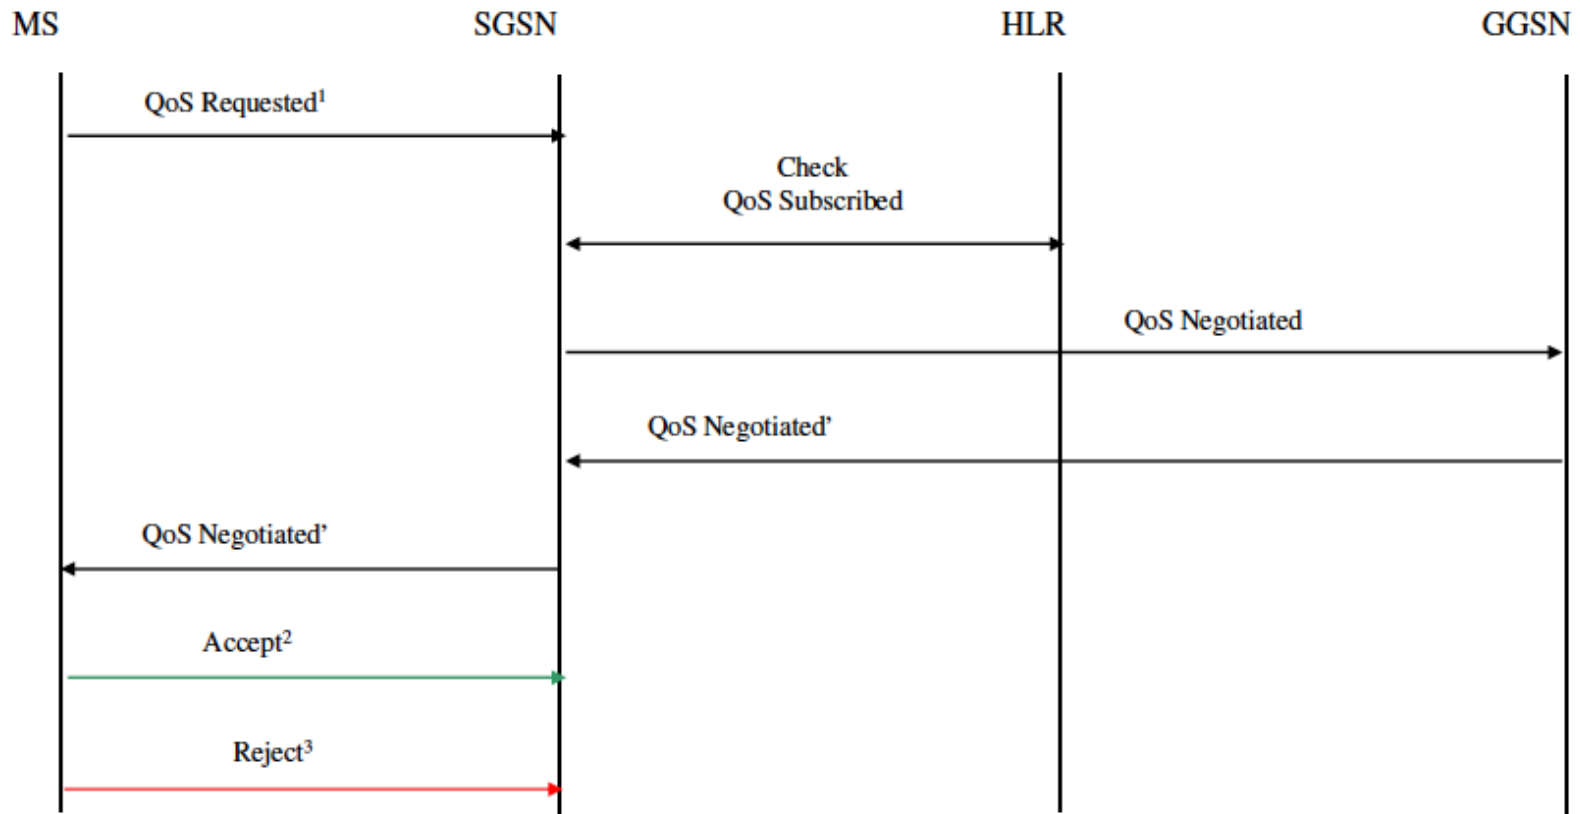 MS SGSN HLR GGSN
QoS Requested¹
Check
QoS Subscribed
QoS Negotiated
QoS Negotiated’
QoS Negotiated’
Accept²
Reject³